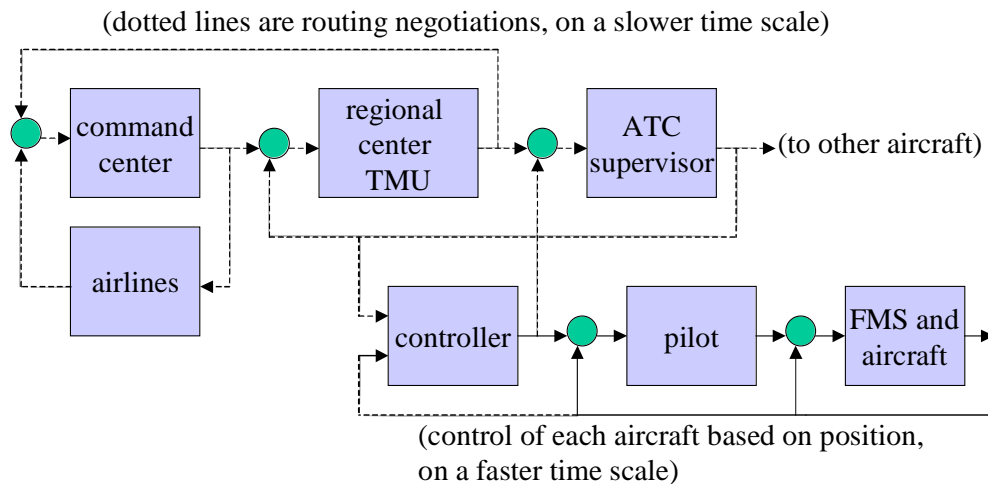 (dotted lines are routing negotiations, on a slower time scale)
command
center
regional
center
TMU
ATC
supervisor
(to other aircraft)
airlines
controller
pilot
FMS and
aircraft
(control of each aircraft based on position,
on a faster time scale)